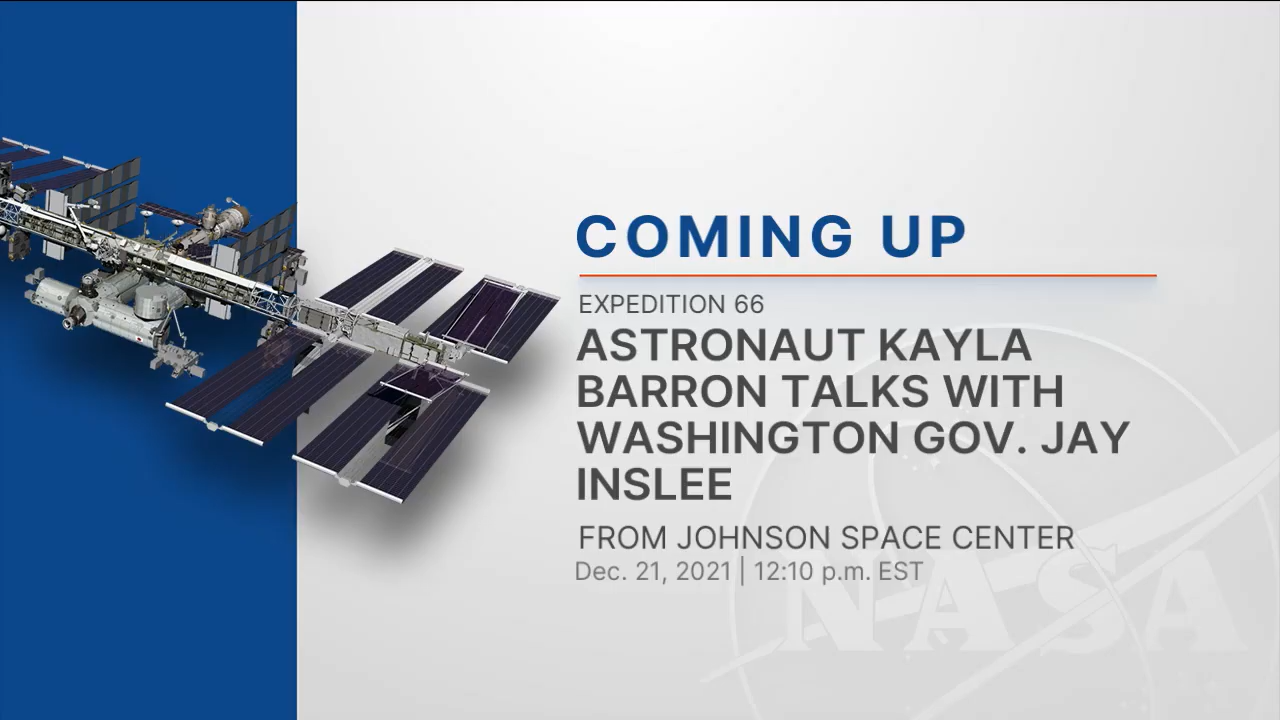 COMING UP
EXPEDITION 66
ASTRONAUT KAYLA
BARRON TALKS WITH
WASHINGTON GOV. JAY
INSLEE
FROM JOHNSON SPACE CENTER
Dec. 21, 2021 | 12:10 p.m. EST
NASA